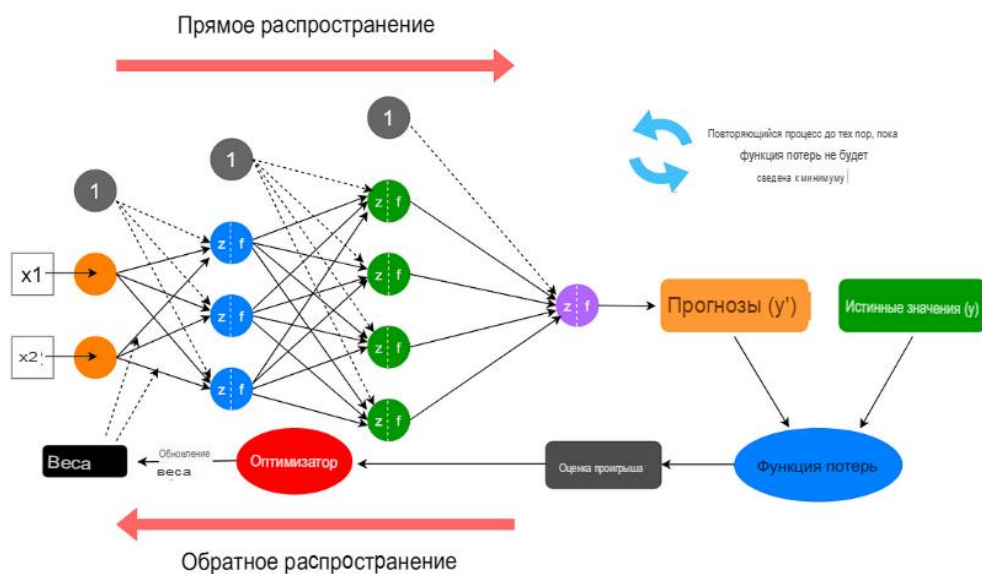 Прямое распространение
1
1
1
Повторяющийся процесс до тех пор, пока
функция потерь не будет
сведена к минимуму
z f
z f
z f
z f
z f
z f
z f
z f
x1
x2
Прогнозы (y')
Истинные значения (y)
Веса
Обновление
веса
Оптимизатор
Оценка проигрыша
Функция потерь
Обратное распространение